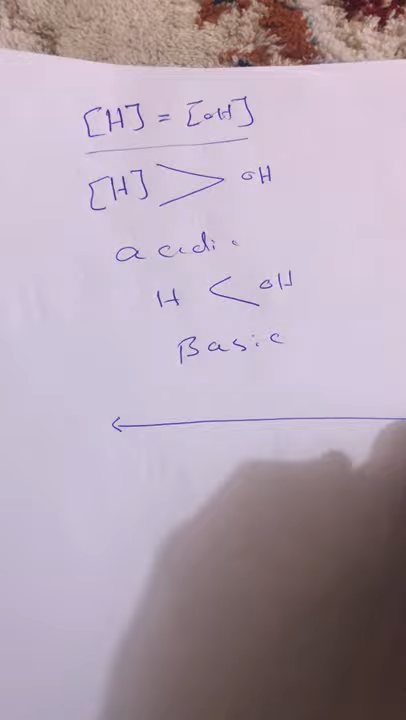 [H] = [OH]
[H] > OH
acidic
H < OH
Basic